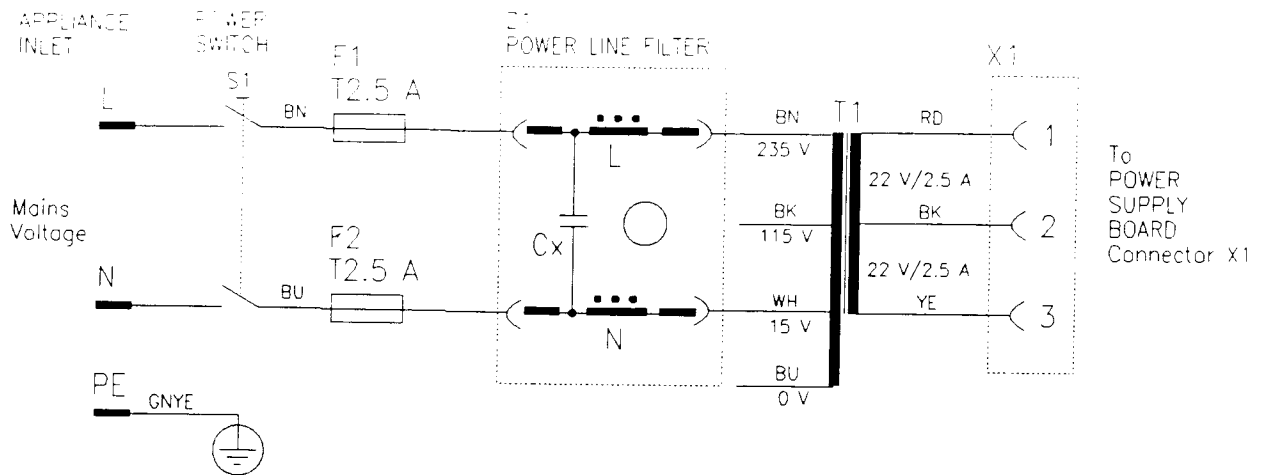 APPLIANCE
INLET
POWER
SWITCH
S1
L
BN
F1
T2.5 A
POWER LINE FILTER
L
Cx
N
BN
235 V
BK
115 V
WH
15 V
BU
0 V
T1
RD
22 V/2.5 A
BK
22 V/2.5 A
YE
X1
1
2
3
To
POWER
SUPPLY
BOARD
Connector X1
Mains
Voltage
N
BU
F2
T2.5 A
PE
GNYE